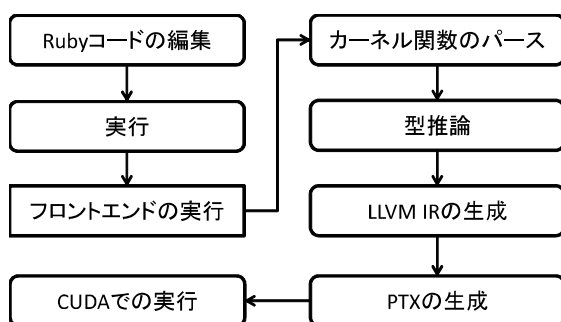 Rubyコードの編集
実行
フロントエンドの実行
カーネル関数のパース
型推論
LLVM IRの生成
PTXの生成
CUDAでの実行